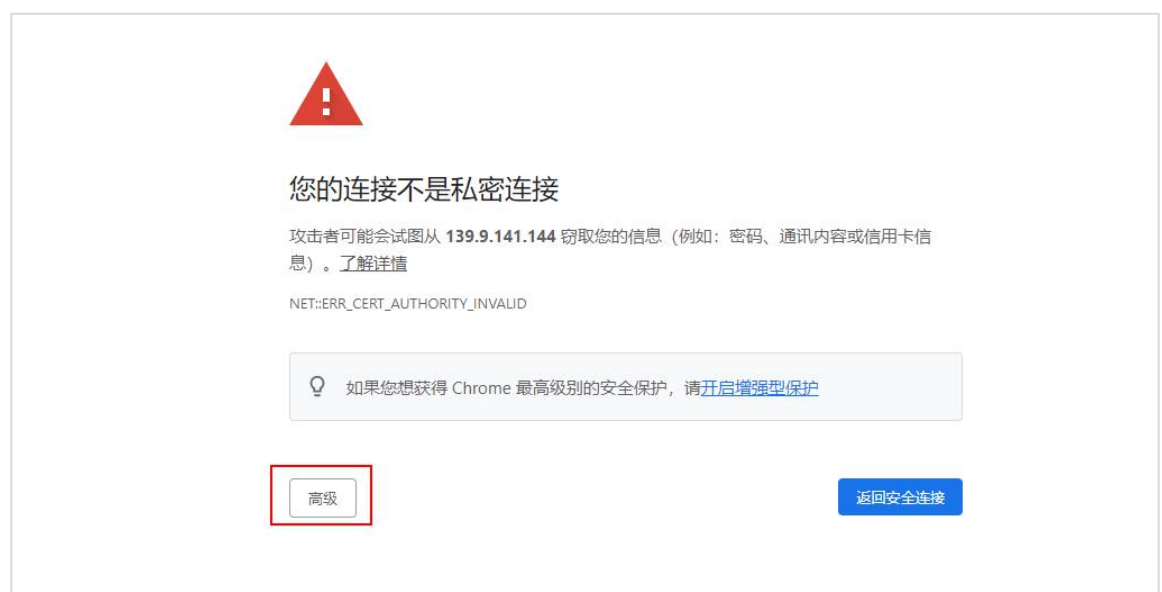 您的连接不是私密连接
攻击者可能会试图从 139.9.141.144 窃取您的信息（例如：密码、通讯内容或信用卡信
息）。了解详情
NET::ERR_CERT_AUTHORITY_INVALID
如果您想获得 Chrome 最高级别的安全保护，请开启增强型保护
高级
返回安全连接